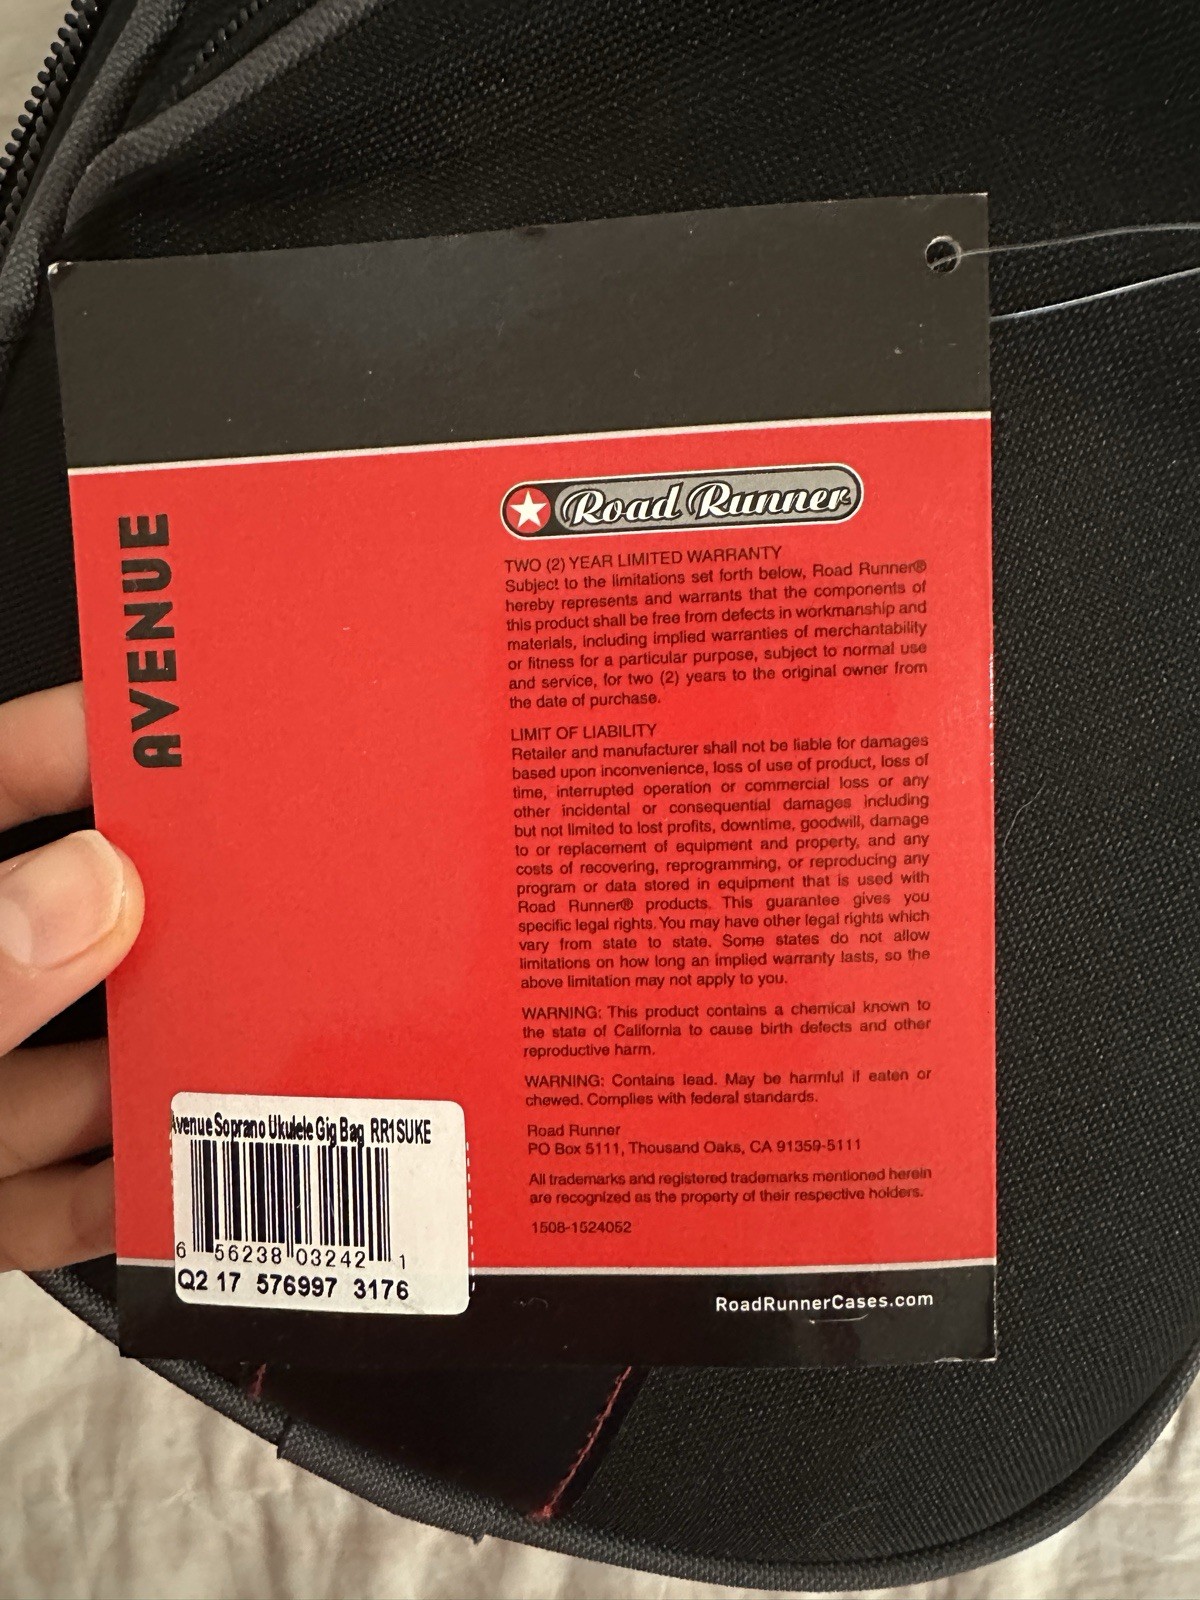 AVENUE
Road Runner
TWO (2) YEAR LIMITED WARRANTY
Subject to the limitations set forth below, Road Runner®
hereby represents and warrants that the components of
this product shall be free from defects in workmanship and
materials, including implied warranties of merchantability
or fitness for a particular purpose, subject to normal use
and service, for two (2) years to the original owner from
the date of purchase.
LIMIT OF LIABILITY
Retailer and manufacturer shall not be liable for damages
based upon inconvenience, loss of use of product, loss of
time, interrupted operation or commercial loss or any
other incidental or consequential damages including
but not limited to lost profits, downtime, goodwill, damage
to or replacement of equipment and property, and any
costs of recovering, reprogramming, or reproducing any
program or data stored in equipment that is used with
Road Runner® products. This guarantee gives you
specific legal rights. You may have other legal rights which
vary from state to state. Some states do not allow
limitations on how long an implied warranty lasts, so the
above limitation may not apply to you.
WARNING: This product contains a chemical known to
the state of California to cause birth defects and other
reproductive harm.
WARNING: Contains lead. May be harmful if eaten or
chewed. Complies with federal standards.
Road Runner
PO Box 5111, Thousand Oaks, CA 91359-5111
All trademarks and registered trademarks mentioned herein
are recognized as the property of their respective holders.
1508-1524052
RoadRunnerCases.com
Avenue Soprano Ukulele Gig Bag RR1SUKE
6 56238 03242 1
Q2 17 576997 3176